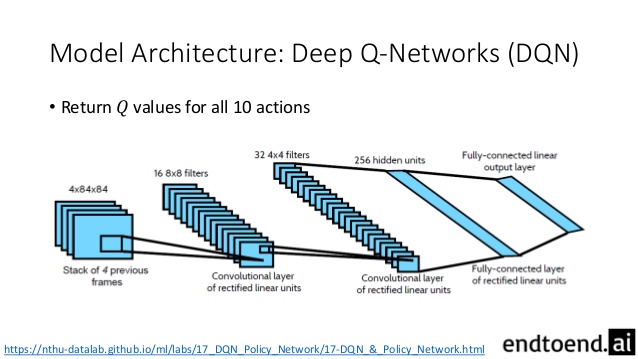 Model Architecture: Deep Q-Networks (DQN)
• Return Q values for all 10 actions
4x84x84
16 8x8 filters
32 4x4 filters
256 hidden units
Fully-connected linear
output layer
Stack of 4 previous
frames
Convolutional layer
of rectified linear units
Convolutional layer
of rectified linear units
Fully-connected layer
of rectified linear units
https://nthu-datalab.github.io/ml/labs/17_DQN_Policy_Network/17-DQN_&_Policy_Network.html
endtoend.ai